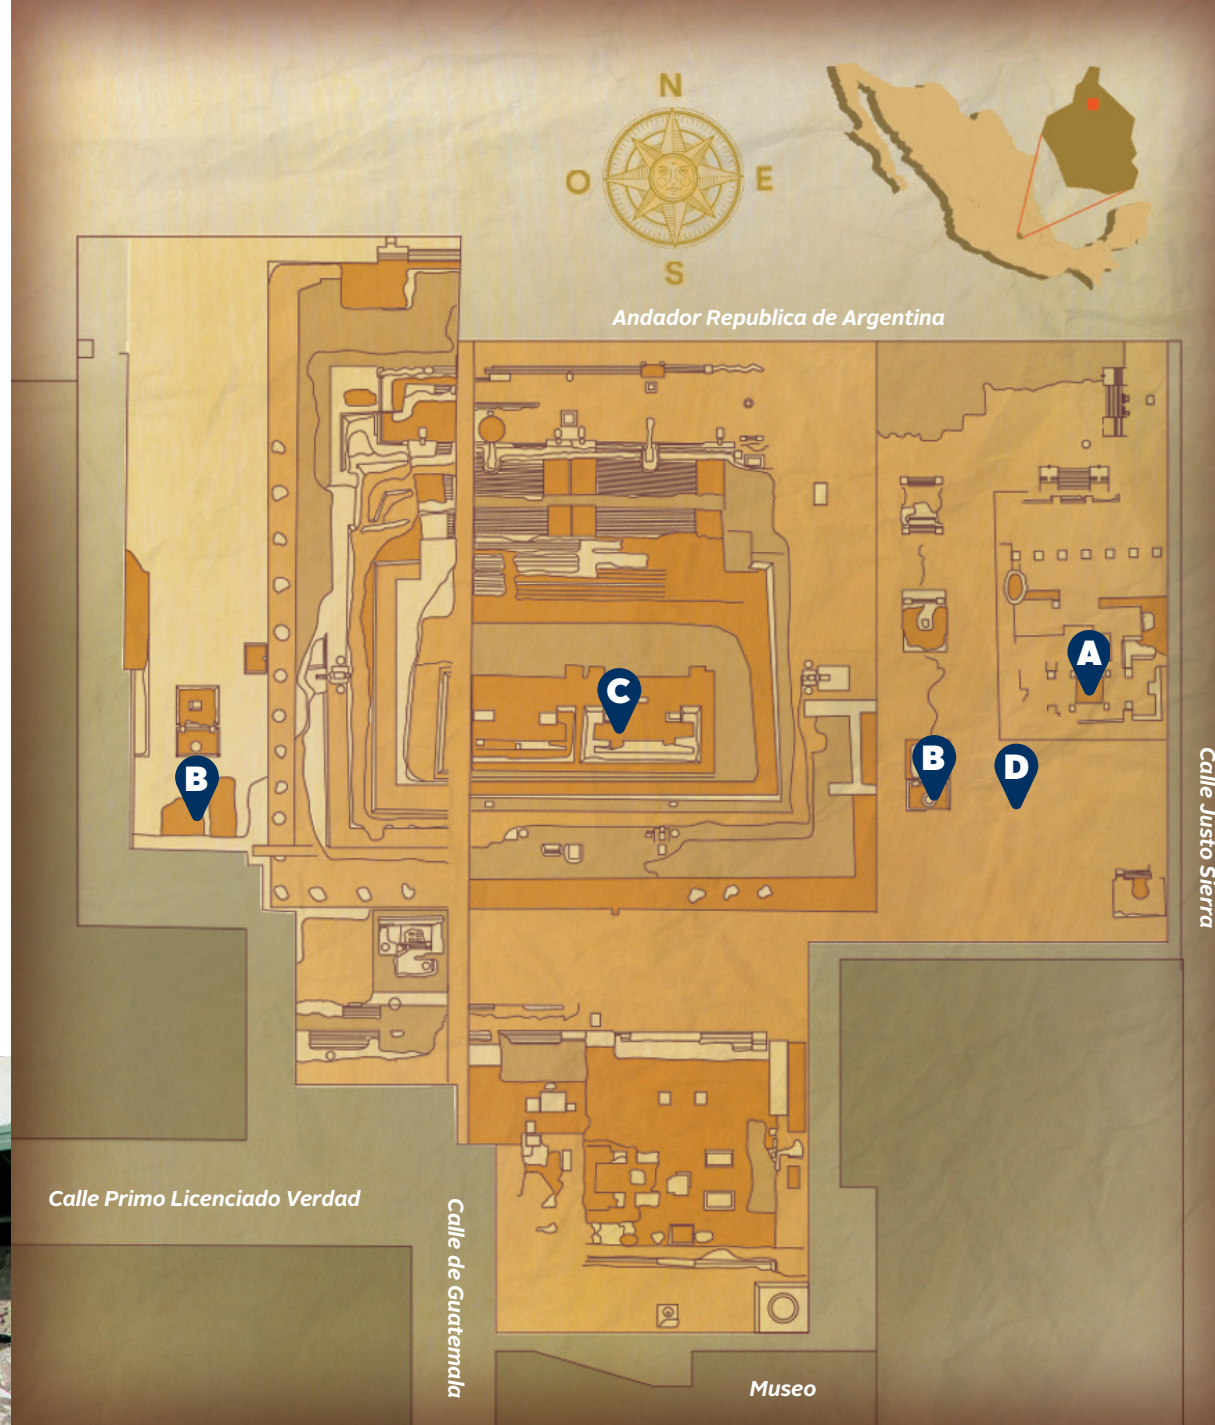 N
O
E
S
Andador Republica de Argentina
A
C
B
D
B
Calle Justo Sierra
Calle Primo Licenciado Verdad
Calle de Guatemala
Museo